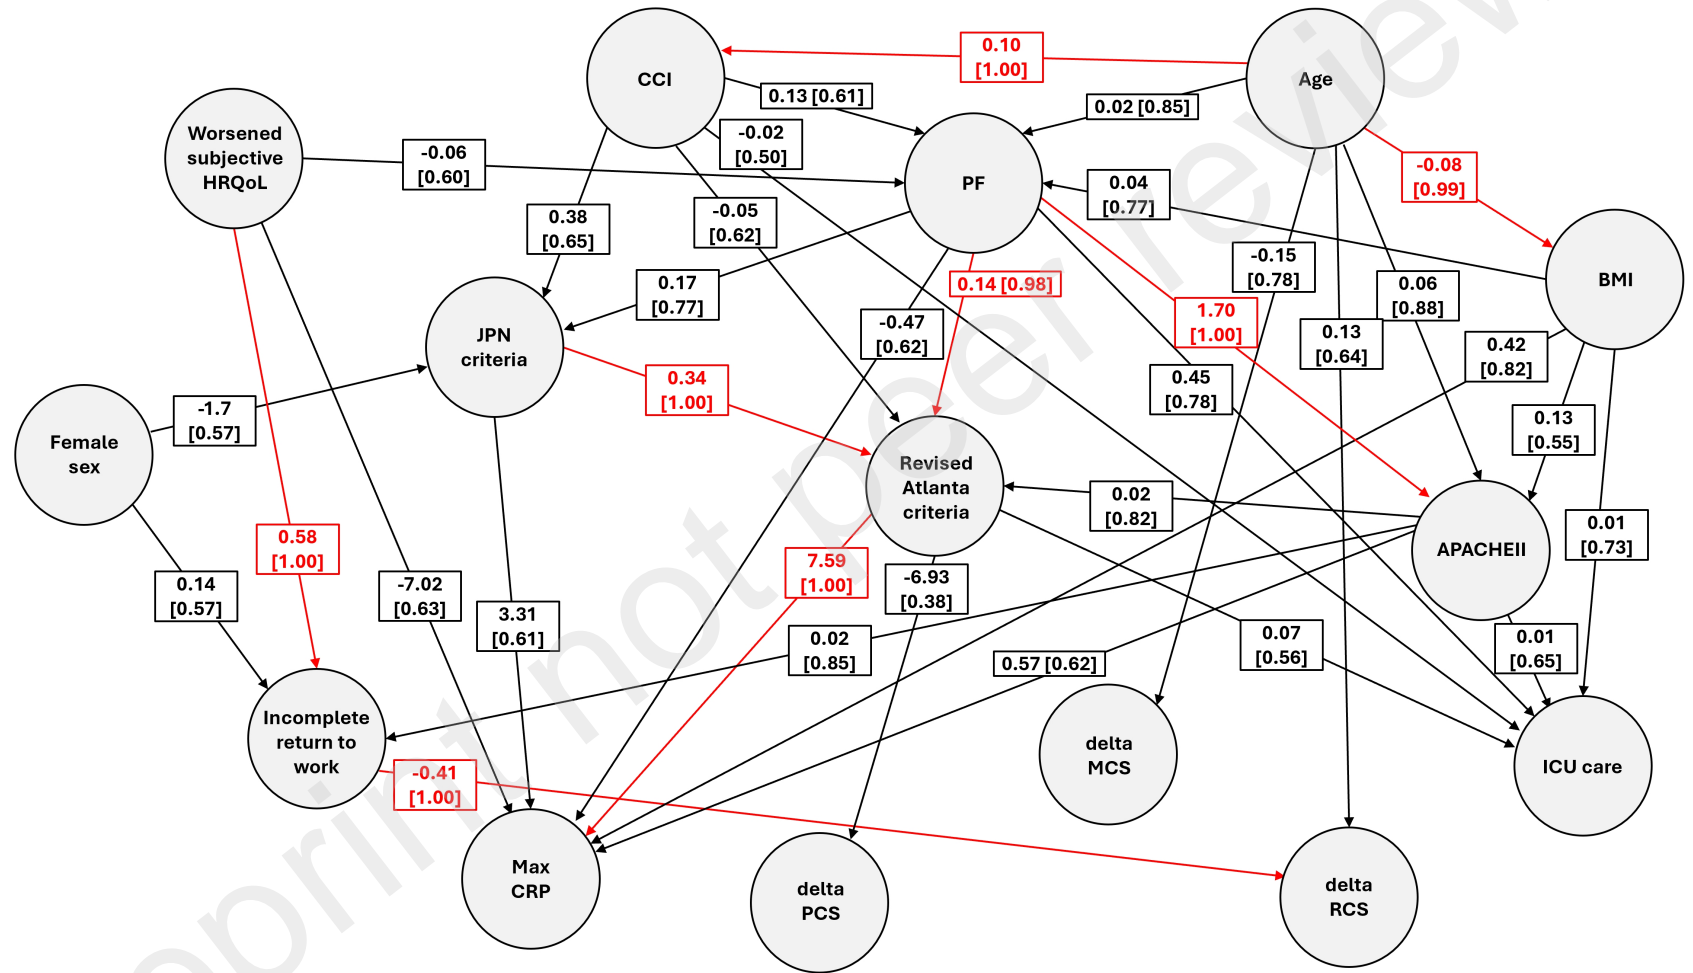 CCI
0.10
[1.00]
Age
0.13 [0.61]
0.02 [0.85]
Worsened
subjective
HRQoL
-0.06
[0.60]
-0.02
[0.50]
PF
0.04
[0.77]
-0.08
[0.99]
0.38
[0.65]
-0.05
[0.62]
-0.15
[0.78]
BMI
0.17
[0.77]
0.14 [0.98]
0.06
[0.88]
JPN
criteria
-0.47
[0.62]
1.70
[1.00]
0.13
[0.64]
0.42
[0.82]
0.34
[1.00]
0.45
[0.78]
-1.7
[0.57]
0.13
[0.55]
Female
sex
Revised
Atlanta
criteria
0.02
[0.82]
0.01
[0.73]
APACHEII
0.58
[1.00]
7.59
[1.00]
-6.93
[0.38]
0.14
[0.57]
-7.02
[0.63]
3.31
[0.61]
0.02
[0.85]
0.57 [0.62]
0.07
[0.56]
0.01
[0.65]
Incomplete
return to
work
delta
MCS
ICU care
-0.41
[1.00]
Max
CRP
delta
PCS
delta
RCS
print not peer review